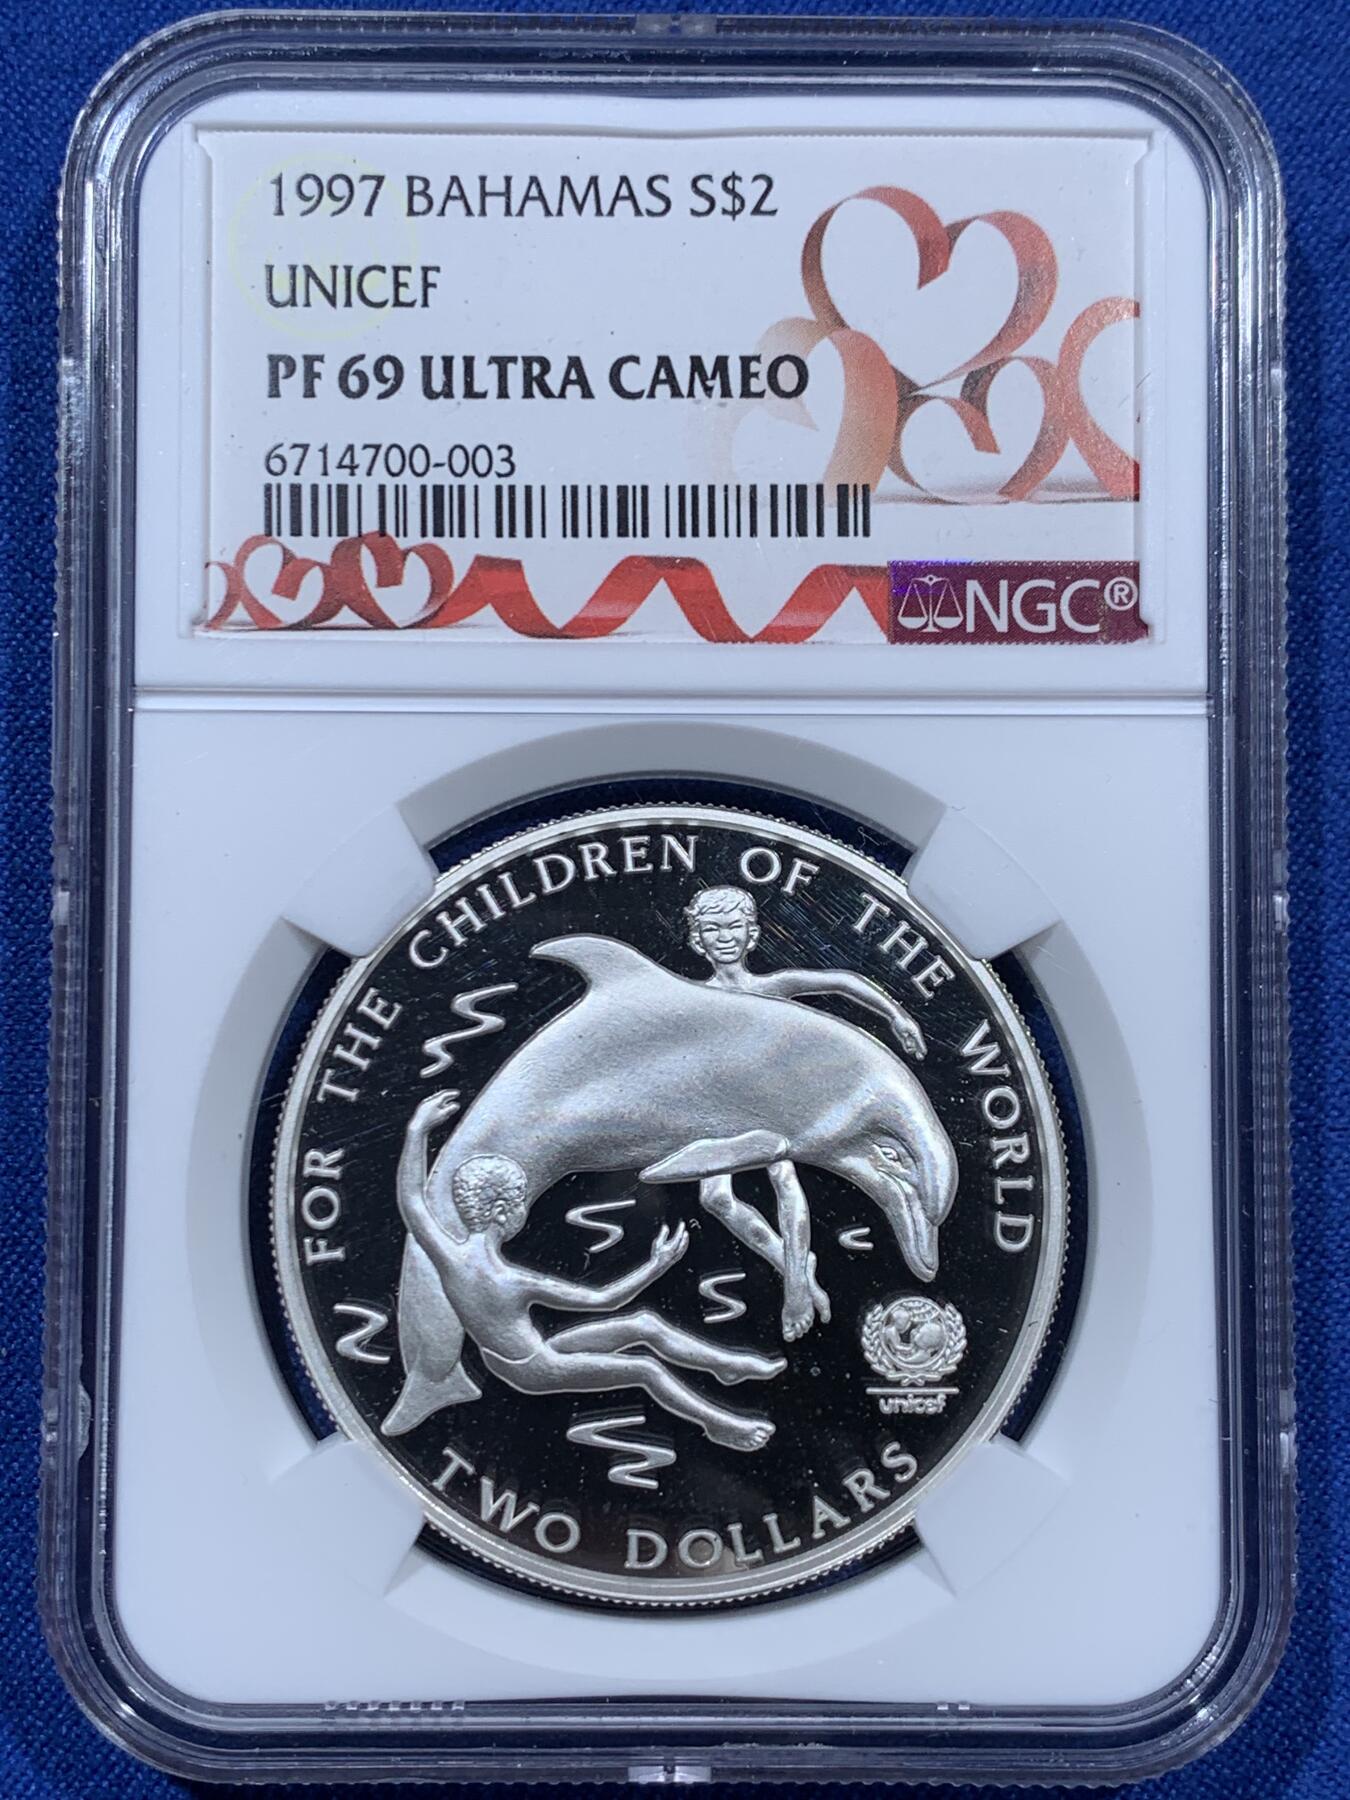 1997 BAHAMAS S$2
UNICEF
PF 69 ULTRA CAMEO
6714700-003
NGC®
FOR THE CHILDREN OF THE WORLD
unicef
TWO DOLLARS